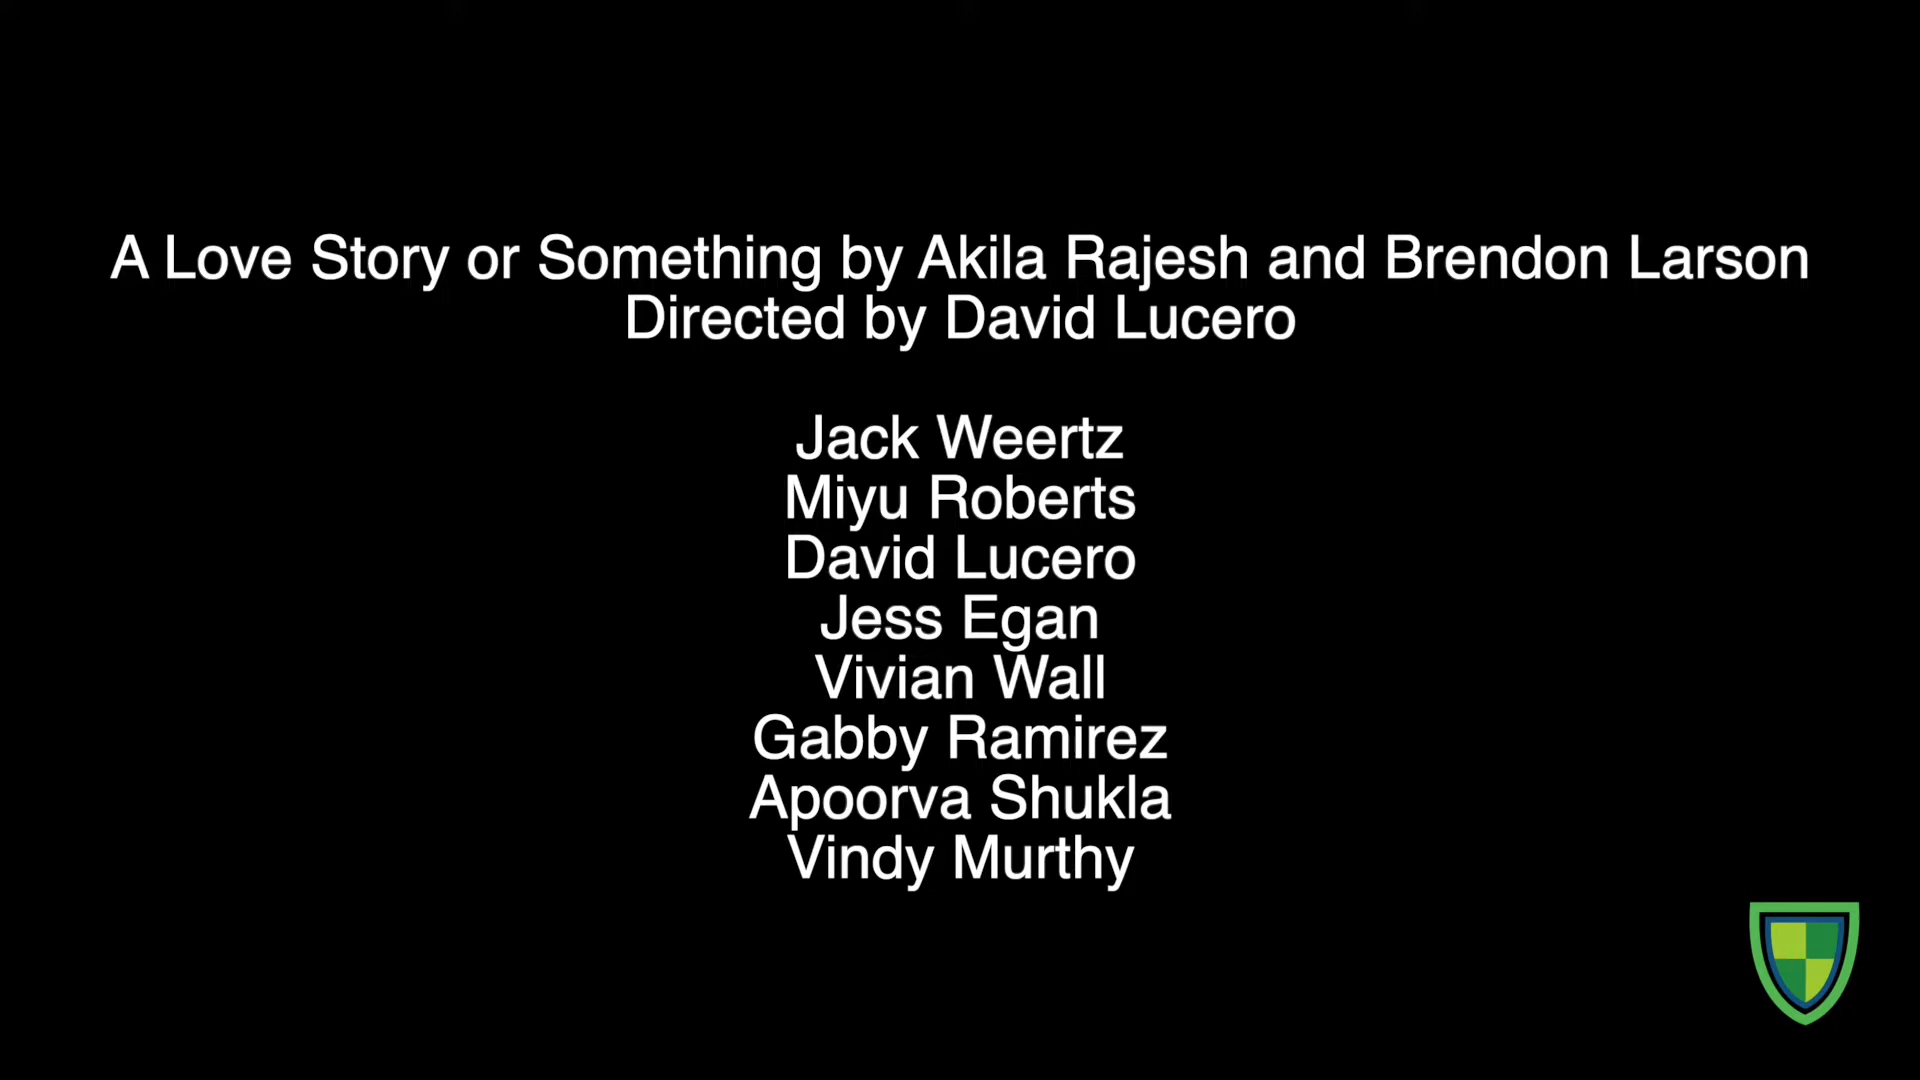 A Love Story or Something by Akila Rajesh and Brendon Larson
Directed by David Lucero
Jack Weertz
Miyu Roberts
David Lucero
Jess Egan
Vivian Wall
Gabby Ramirez
Apoorva Shukla
Vindy Murthy